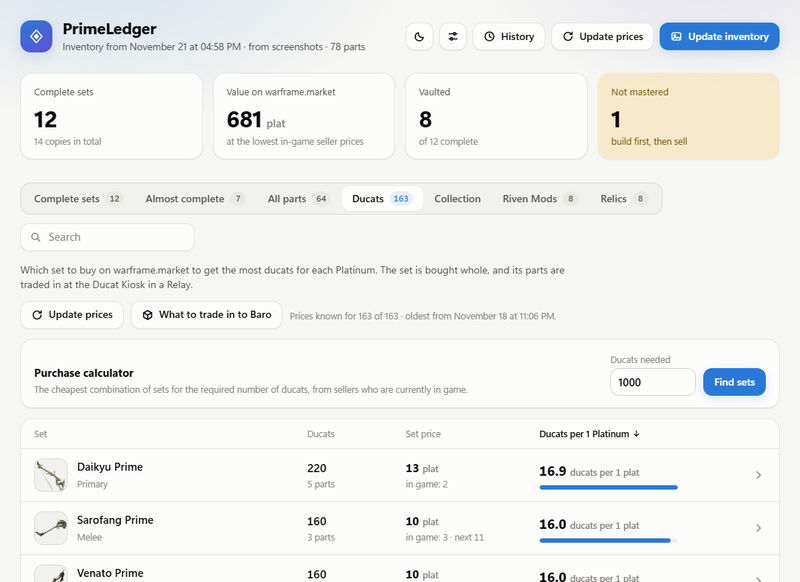 PrimeLedger
Inventory from November 21 at 04:58 PM · from screenshots · 78 parts
History
Update prices
Update inventory
Complete sets
12
14 copies in total
Value on warframe.market
681 plat
at the lowest in-game seller prices
Vaulted
8
of 12 complete
Not mastered
1
build first, then sell
Complete sets 12
Almost complete 7
All parts 64
Ducats 163
Collection
Riven Mods 8
Relics 8
Search
Which set to buy on warframe.market to get the most ducats for each Platinum. The set is bought whole, and its parts are
traded in at the Ducat Kiosk in a Relay.
Update prices
What to trade in to Baro
Prices known for 163 of 163 · oldest from November 18 at 11:06 PM.
Purchase calculator
The cheapest combination of sets for the required number of ducats, from sellers who are currently in game.
Ducats needed
1000
Find sets
Set
Ducats
Set price
Ducats per 1 Platinum ↓
Daikyu Prime
Primary
220
5 parts
13 plat
in game: 2
16.9 ducats per 1 plat
Sarofang Prime
Melee
160
3 parts
10 plat
in game: 3 · next 11
16.0 ducats per 1 plat
Venato Prime
160
10 plat
16.0 ducats per 1 plat